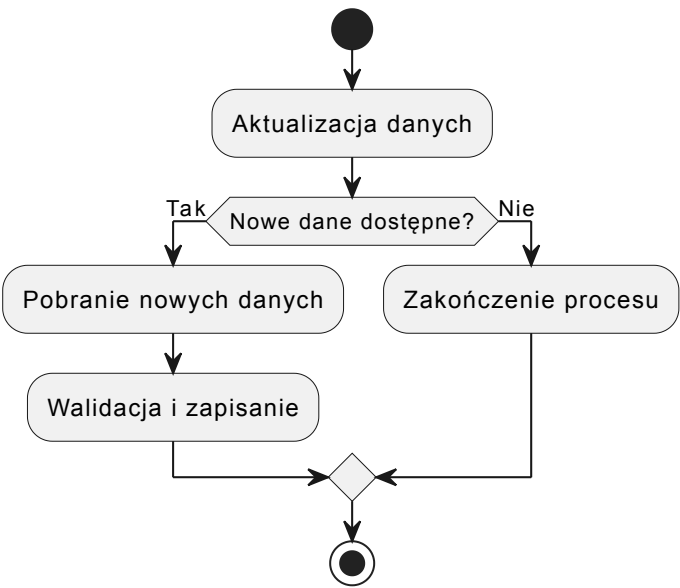 Aktualizacja danych
Tak
Nowe dane dostępne?
Nie
Pobranie nowych danych
Zakończenie procesu
Walidacja i zapisanie